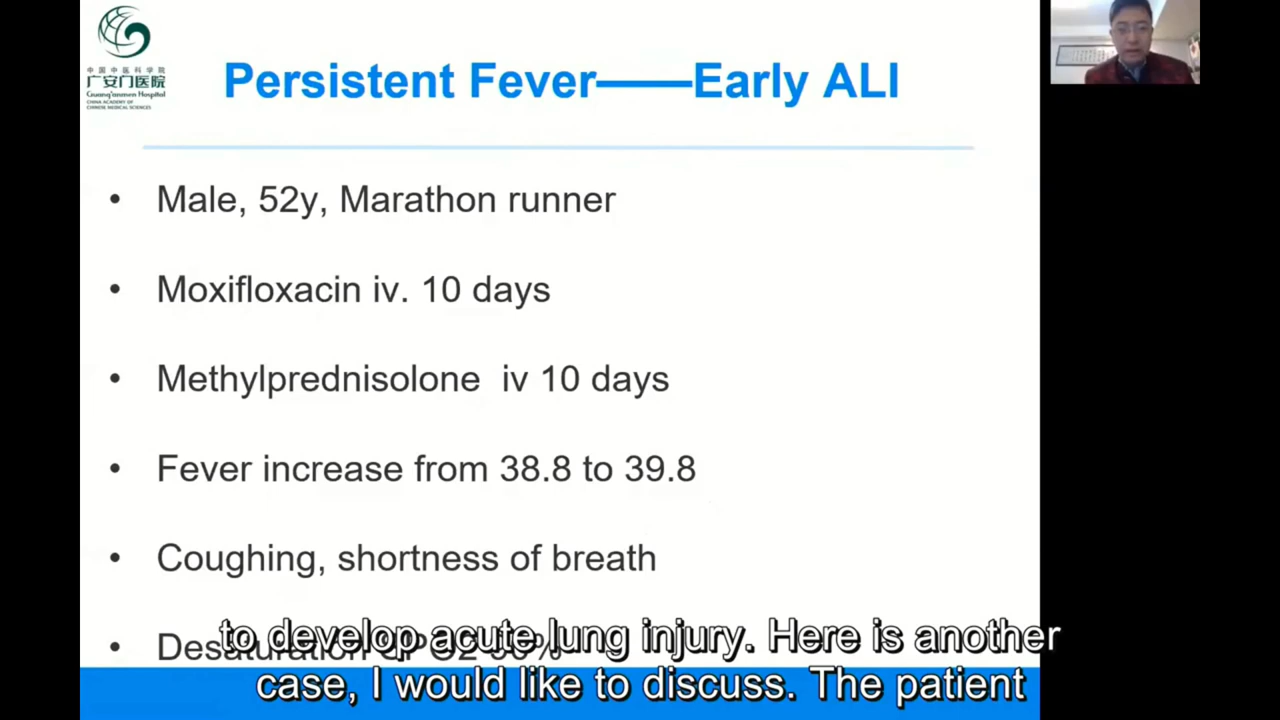 中国中医科学院
广安门医院
Guang'anmen Hospital
CHINA ACADEMY OF
CHINESE MEDICAL SCIENCES
Persistent Fever——Early ALI
• Male, 52y, Marathon runner
• Moxifloxacin iv. 10 days
• Methylprednisolone iv 10 days
• Fever increase from 38.8 to 39.8
• Coughing, shortness of breath
• Desaturation
to develop acute lung injury. Here is another
case, I would like to discuss. The patient